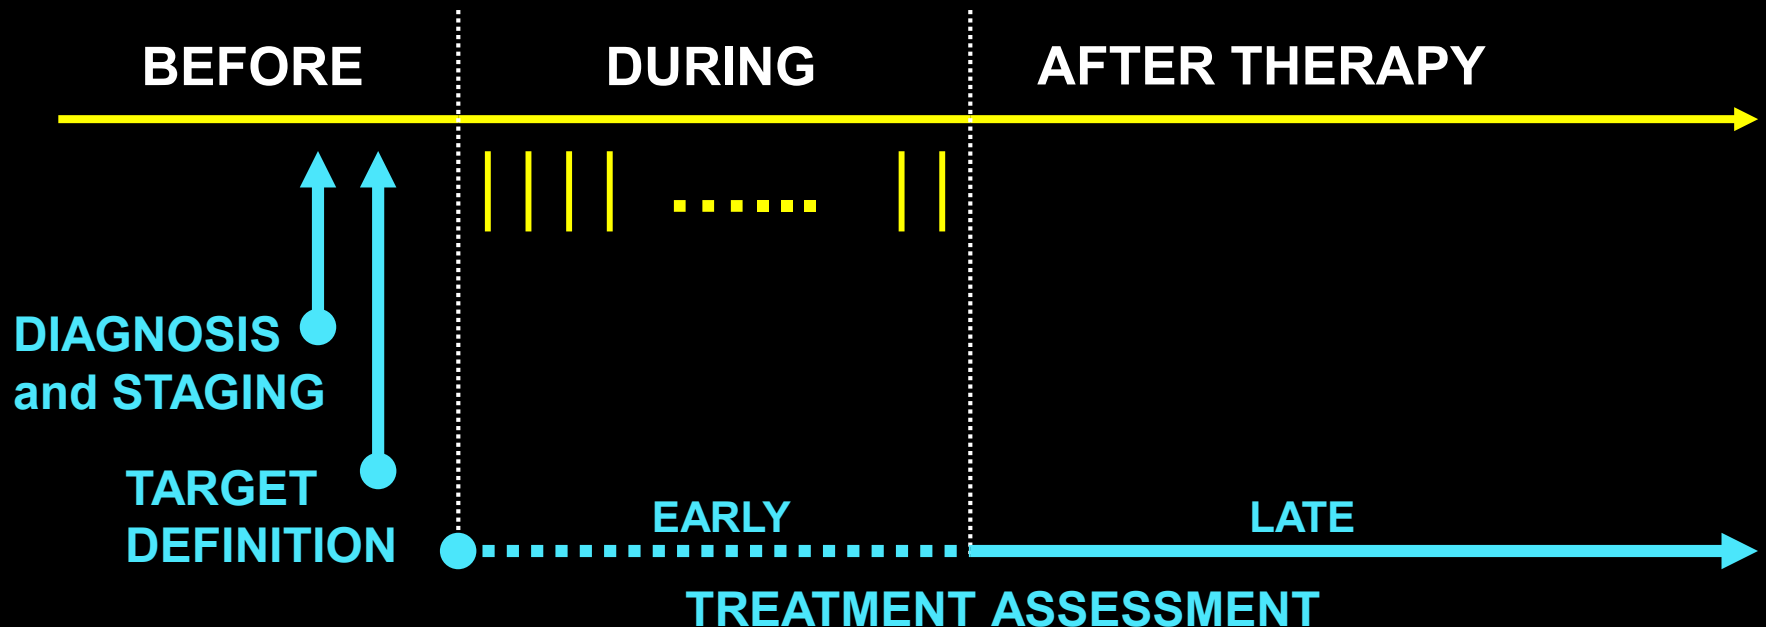 BEFORE
DURING
AFTER THERAPY
DIAGNOSIS
and STAGING
TARGET
DEFINITION
EARLY
LATE
TREATMENT ASSESSMENT